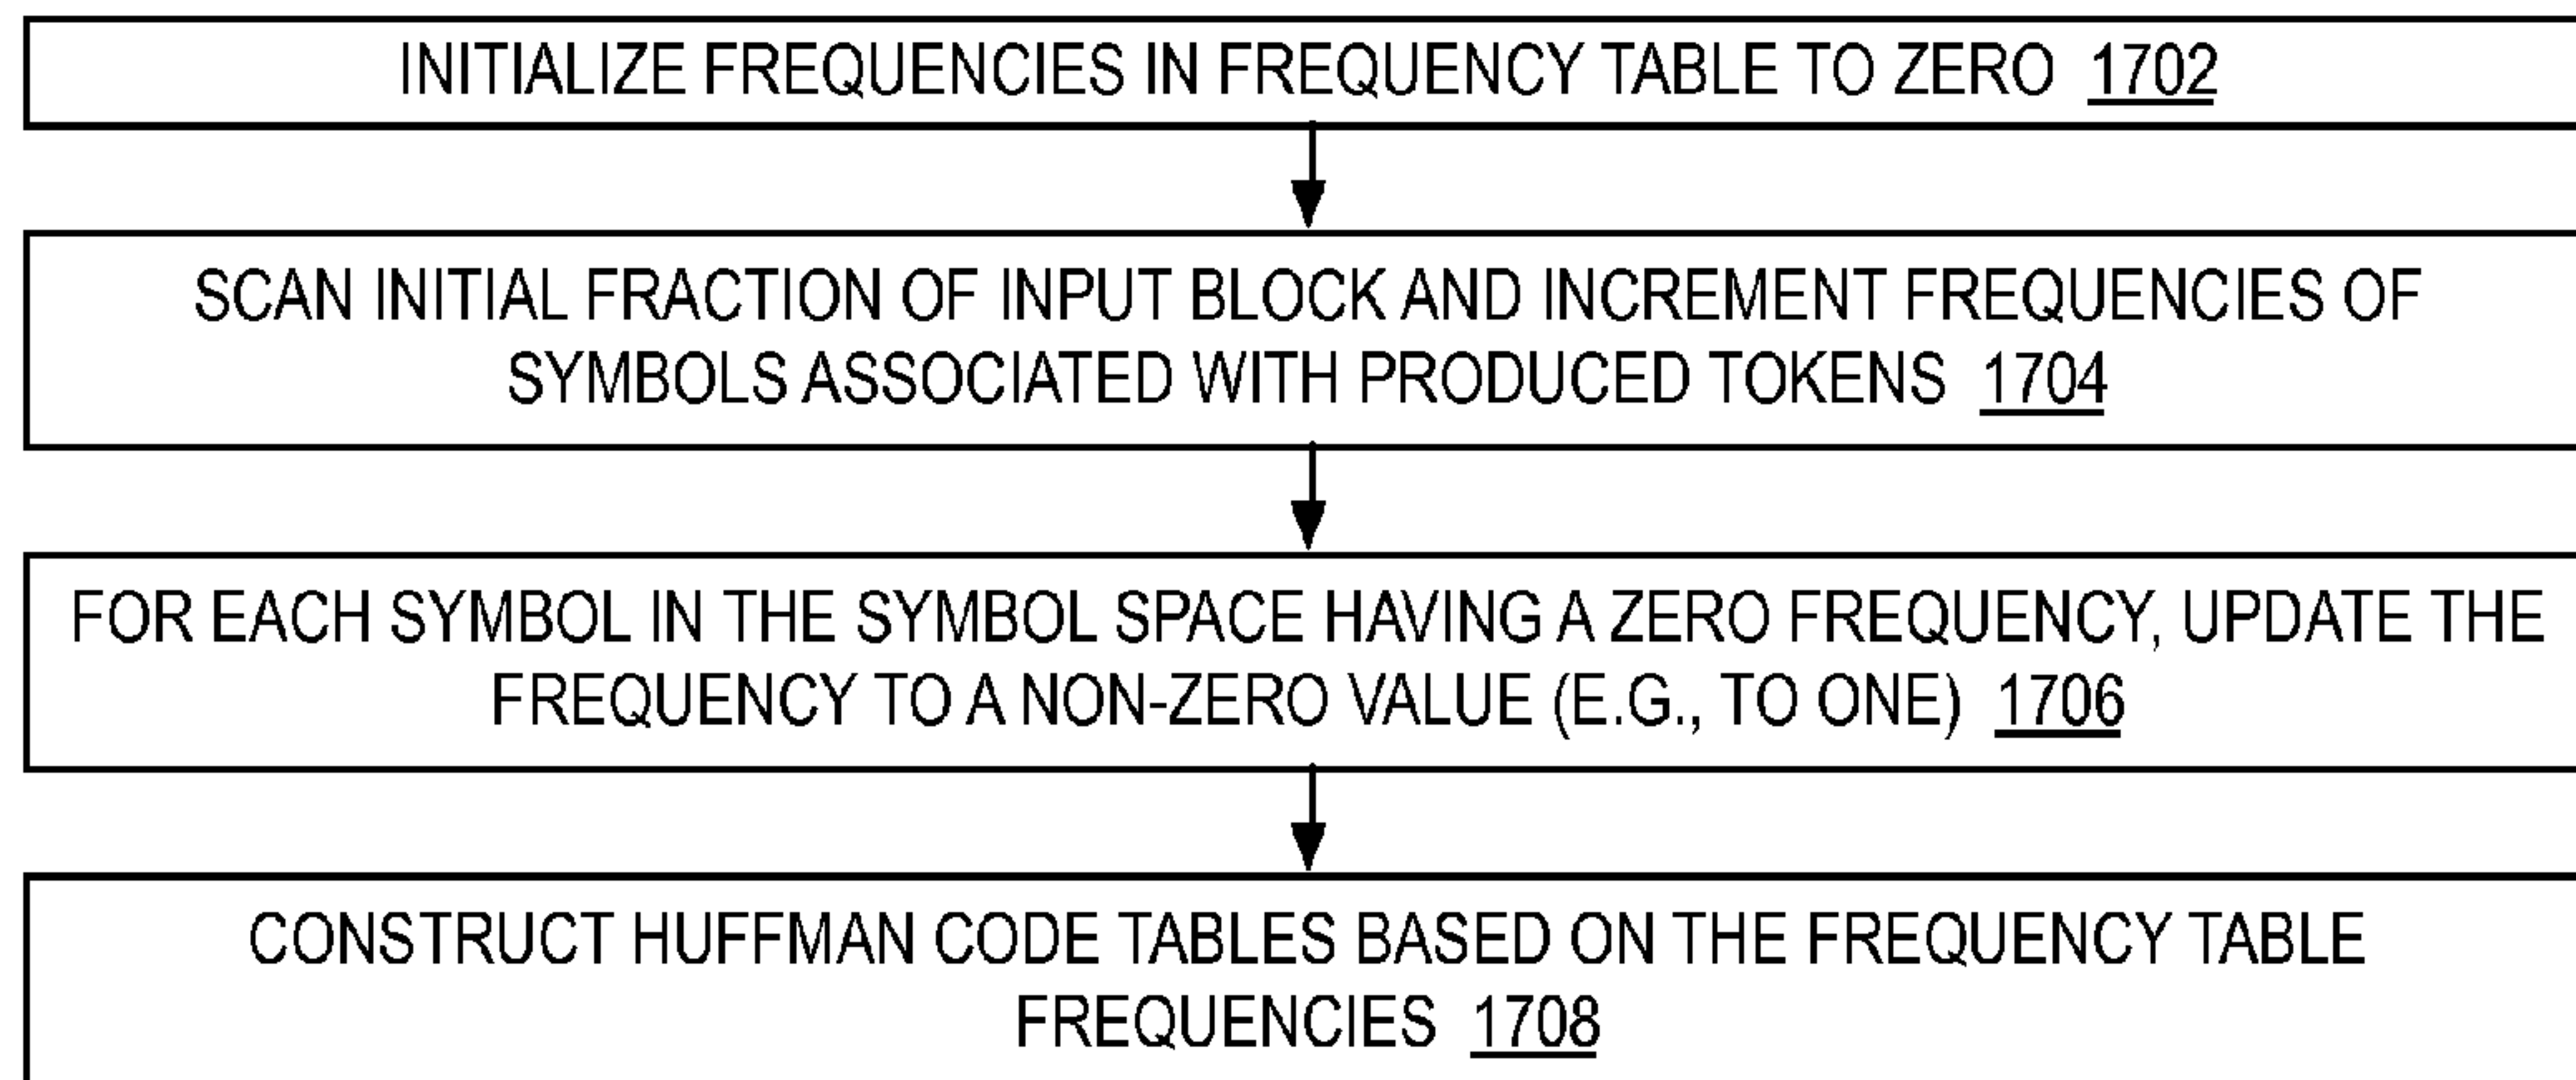 INITIALIZE FREQUENCIES IN FREQUENCY TABLE TO ZERO 1702
SCAN INITIAL FRACTION OF INPUT BLOCK AND INCREMENT FREQUENCIES OF
SYMBOLS ASSOCIATED WITH PRODUCED TOKENS 1704
FOR EACH SYMBOL IN THE SYMBOL SPACE HAVING A ZERO FREQUENCY, UPDATE THE
FREQUENCY TO A NON-ZERO VALUE (E.G., TO ONE) 1706
CONSTRUCT HUFFMAN CODE TABLES BASED ON THE FREQUENCY TABLE
FREQUENCIES 1708